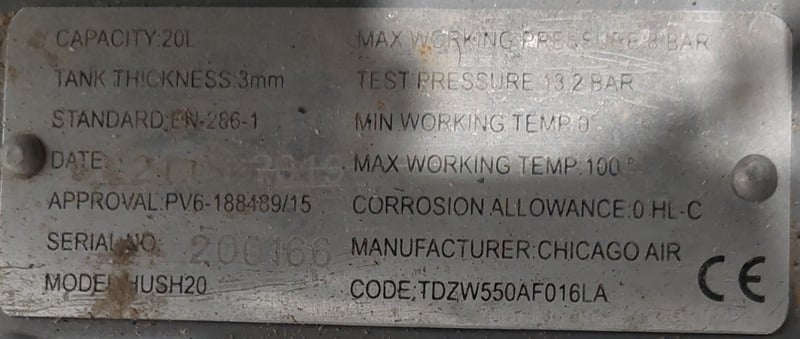 CAPACITY:20L
TANK THICKNESS:3mm
STANDARD:EN-286-1
DATE 2019
APPROVAL:PV6-188489/15
SERIAL NO. 200166
MODEL:HUSH20
MAX WORKING PRESSURE 8 BAR
TEST PRESSURE 13.2 BAR
MIN WORKING TEMP 0°
MAX WORKING TEMP:100 °
CORROSION ALLOWANCE:0 HL-C
MANUFACTURER:CHICAGO AIR
CODE:TDZW550AF016LA
CE